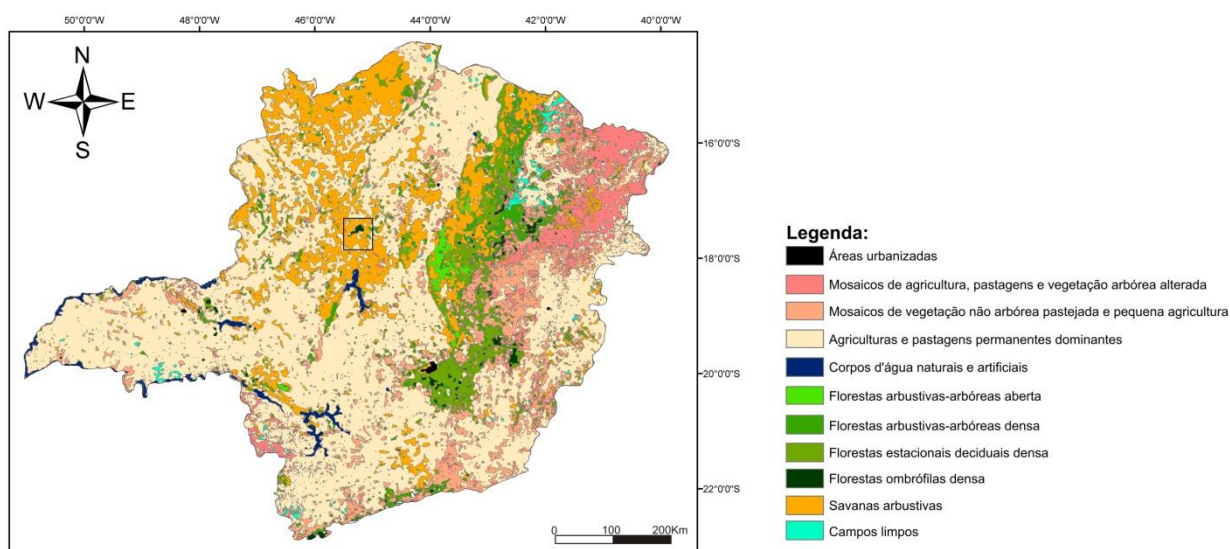 50°0'0"W 48°0'0"W 46°0'0"W 44°0'0"W 42°0'0"W 40°0'0"W
N
W E
S
16°0'0"S
18°0'0"S
20°0'0"S
22°0'0"S
0 100 200Km
Legenda:
Áreas urbanizadas
Mosaicos de agricultura, pastagens e vegetação arbórea alterada
Mosaicos de vegetação não arbórea pastejada e pequena agricultura
Agriculturas e pastagens permanentes dominantes
Corpos d'água naturais e artificiais
Florestas arbustivas-arbóreas aberta
Florestas arbustivas-arbóreas densa
Florestas estacionais deciduais densa
Florestas ombrófilas densa
Savanas arbustivas
Campos limpos